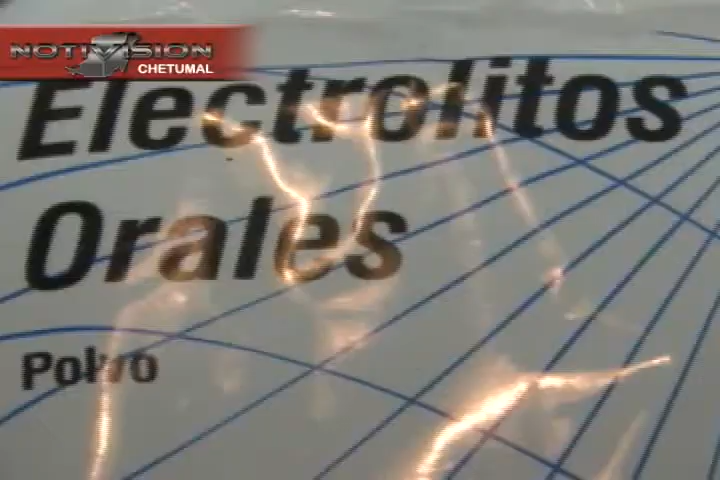 NOTIVISION
CHETUMAL
Electrolitos
Orales
Polvo